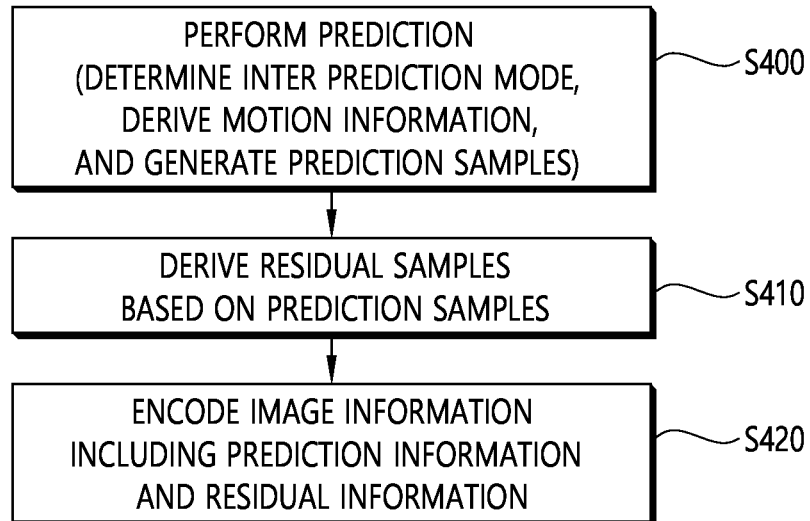 PERFORM PREDICTION
(DETERMINE INTER PREDICTION MODE,
DERIVE MOTION INFORMATION,
AND GENERATE PREDICTION SAMPLES)
S400
DERIVE RESIDUAL SAMPLES
BASED ON PREDICTION SAMPLES
S410
ENCODE IMAGE INFORMATION
INCLUDING PREDICTION INFORMATION
AND RESIDUAL INFORMATION
S420